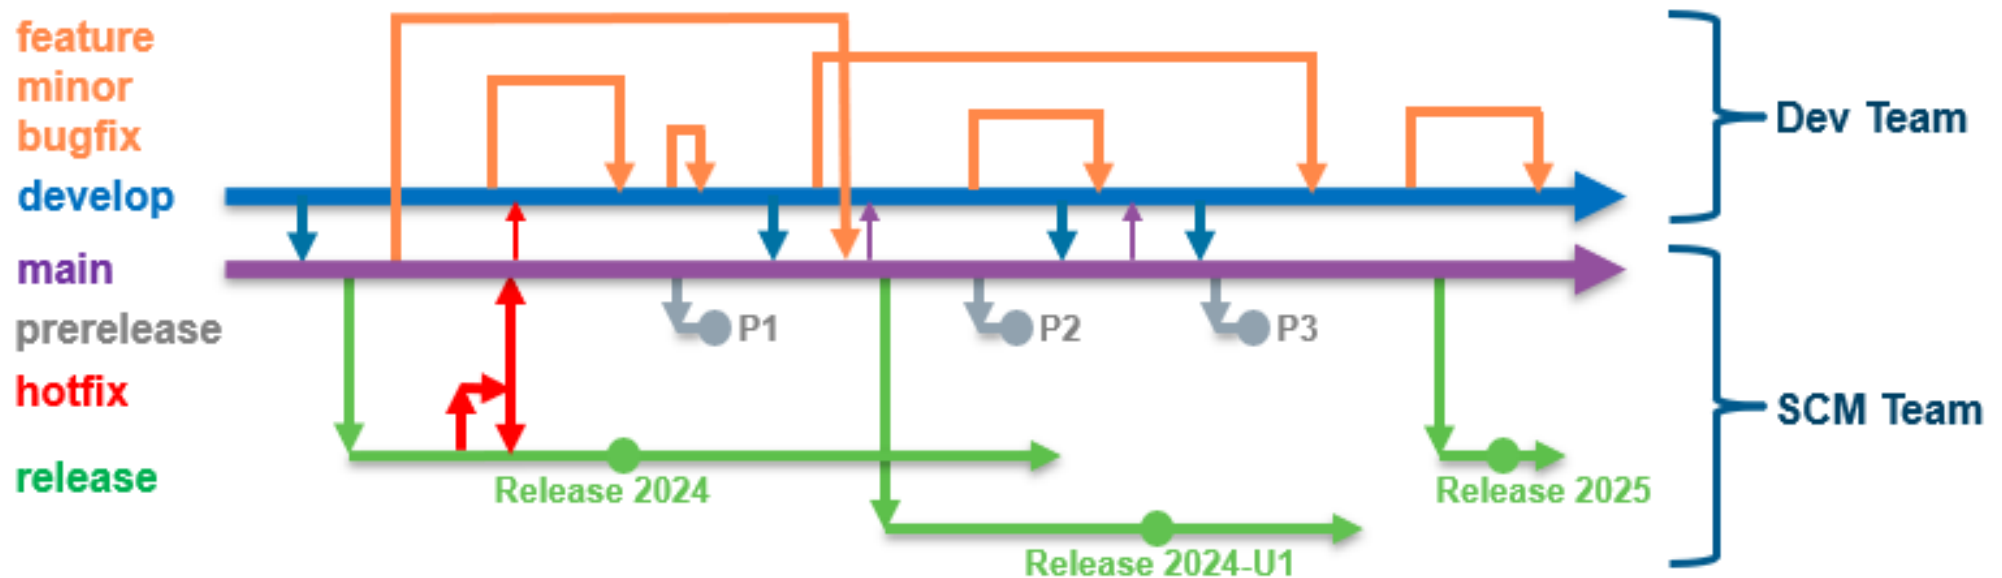 feature
minor
bugfix
Dev Team
develop
main
prerelease
P1
P2
P3
hotfix
SCM Team
release
Release 2024
Release 2025
Release 2024-U1